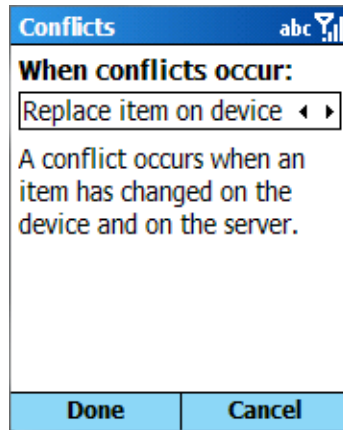 Conflicts abc
When conflicts occur:
Replace item on device
A conflict occurs when an
item has changed on the
device and on the server.
Done Cancel